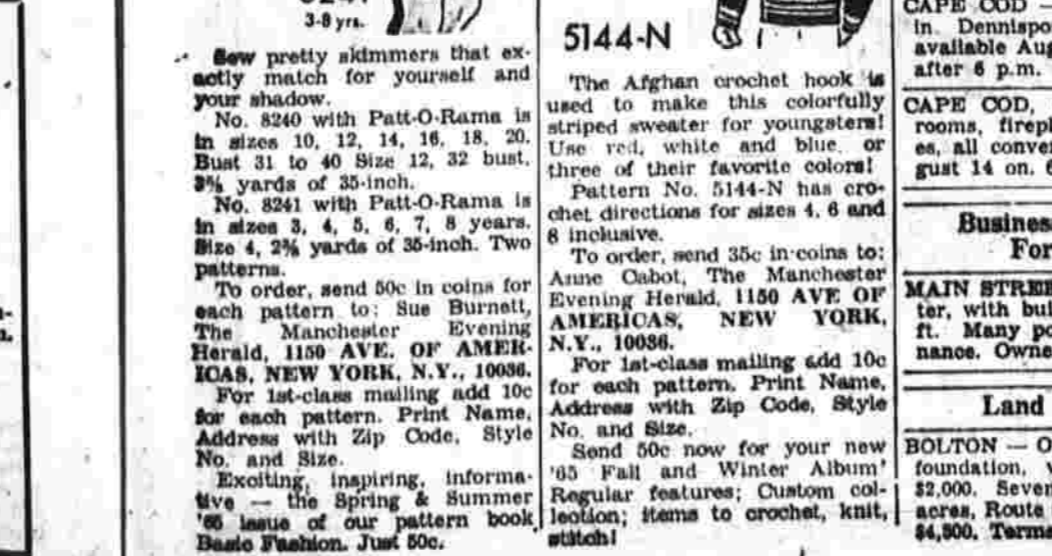 3-8 yrs.
Sew pretty skimmers that ex-
actly match for yourself and
your shadow.
No. 8240 with Patt-O-Rama is
in sizes 10, 12, 14, 16, 18, 20.
Bust 31 to 40 Size 12, 32 bust,
yards of 35-inch.
No. 8241 with Patt-O-Rama is
in sizes 3, 4, 5, 6, 7, 8 years.
Size 4, yards of 35-inch. Two
patterns.
To order, send 50c in coins for
each pattern to: Sue Burnett,
The Manchester Evening
Herald, 1150 AVE. OF AMER-
ICAS, NEW YORK, N.Y., 10036.
For 1st-class mailing add 10c
for each pattern. Print Name,
Address with Zip Code, Style
No. and Size.
Exciting, inspiring, informa-
tive — the Spring & Summer
'65 issue of our pattern book
Basic Fashion. Just 50c.
5144-N
The Afghan crochet hook is
used to make this colorfully
striped sweater for youngsters!
Use red, white and blue, or
three of their favorite colors!
Pattern No. 5144-N has cro-
chet directions for sizes 4, 6 and
8 inclusive.
To order, send 35c in coins to:
Anne Cabot, The Manchester
Evening Herald, 1150 AVE OF
AMERICAS, NEW YORK,
N.Y., 10036.
For 1st-class mailing add 10c
for each pattern. Print Name,
Address with Zip Code, Style
No. and Size.
Send 50c now for your new
'65 Fall and Winter Album'
Regular features; Custom col-
lection; items to crochet, knit,
stitch!
CAPE COD —
in. Dennispo
available Aug
after 6 p.m.
CAPE COD,
rooms, firepl
es, all conve
gust 14 on.
Busines
For
MAIN STREE
ter, with bui
ft. Many po
nance. Owne
Land
BOLTON — O
foundation,
$2,000. Seve
acres, Route
$4,800. Terms